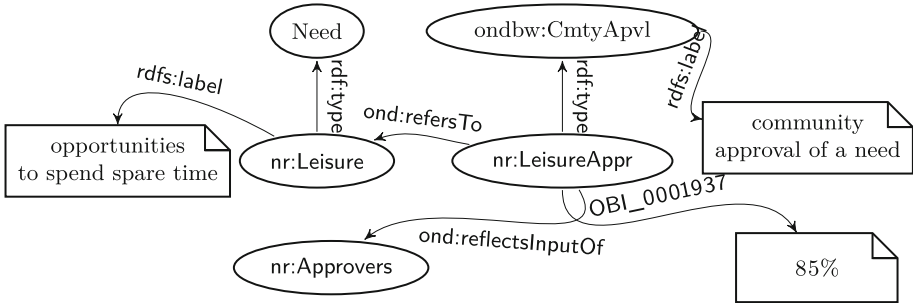 Need
ondbw:CmtyApvl
rdfs:label
rdf:type
rdf:type
rdfs:label
ond:refersTo
opportunities
to spend spare time
nr:Leisure
nr:LeisureAppr
community
approval of a need
OBI_0001937
ond:reflectsInputOf
nr:Approvers
85%